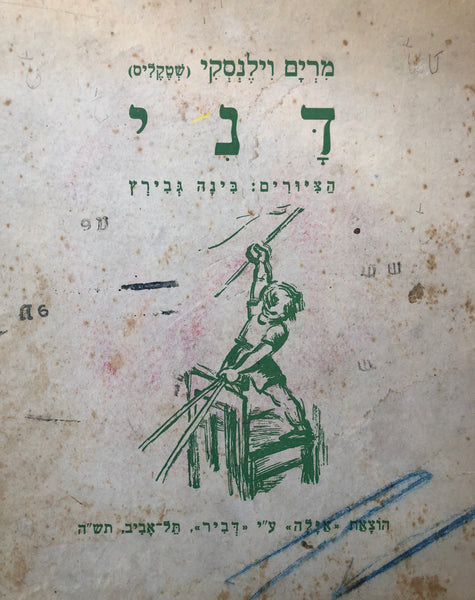 מִרְיָם וִילֶנְסְקִי (שְׁטֶקֶלִיס)
דָּנִי
הַצִּיּוּרִים: בִּינָה גְּבִירְץ
הוֹצָאַת »אַיָּלָה« ע״י »דְּבִיר«, תֵּל־אָבִיב, תש״ה